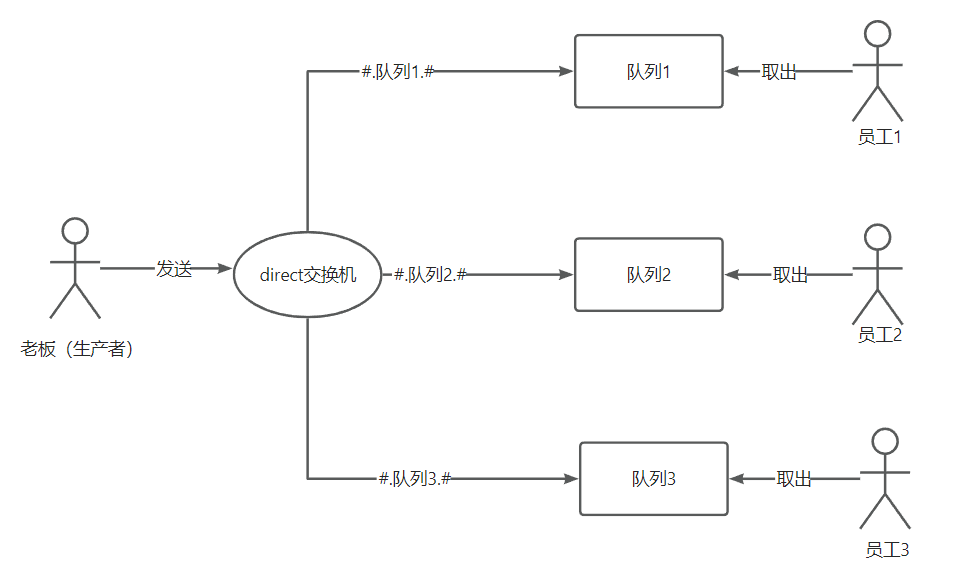 #.队列1.#
队列1
取出
员工1
发送
direct交换机
#.队列2.#
队列2
取出
员工2
老板（生产者）
#.队列3.#
队列3
取出
员工3